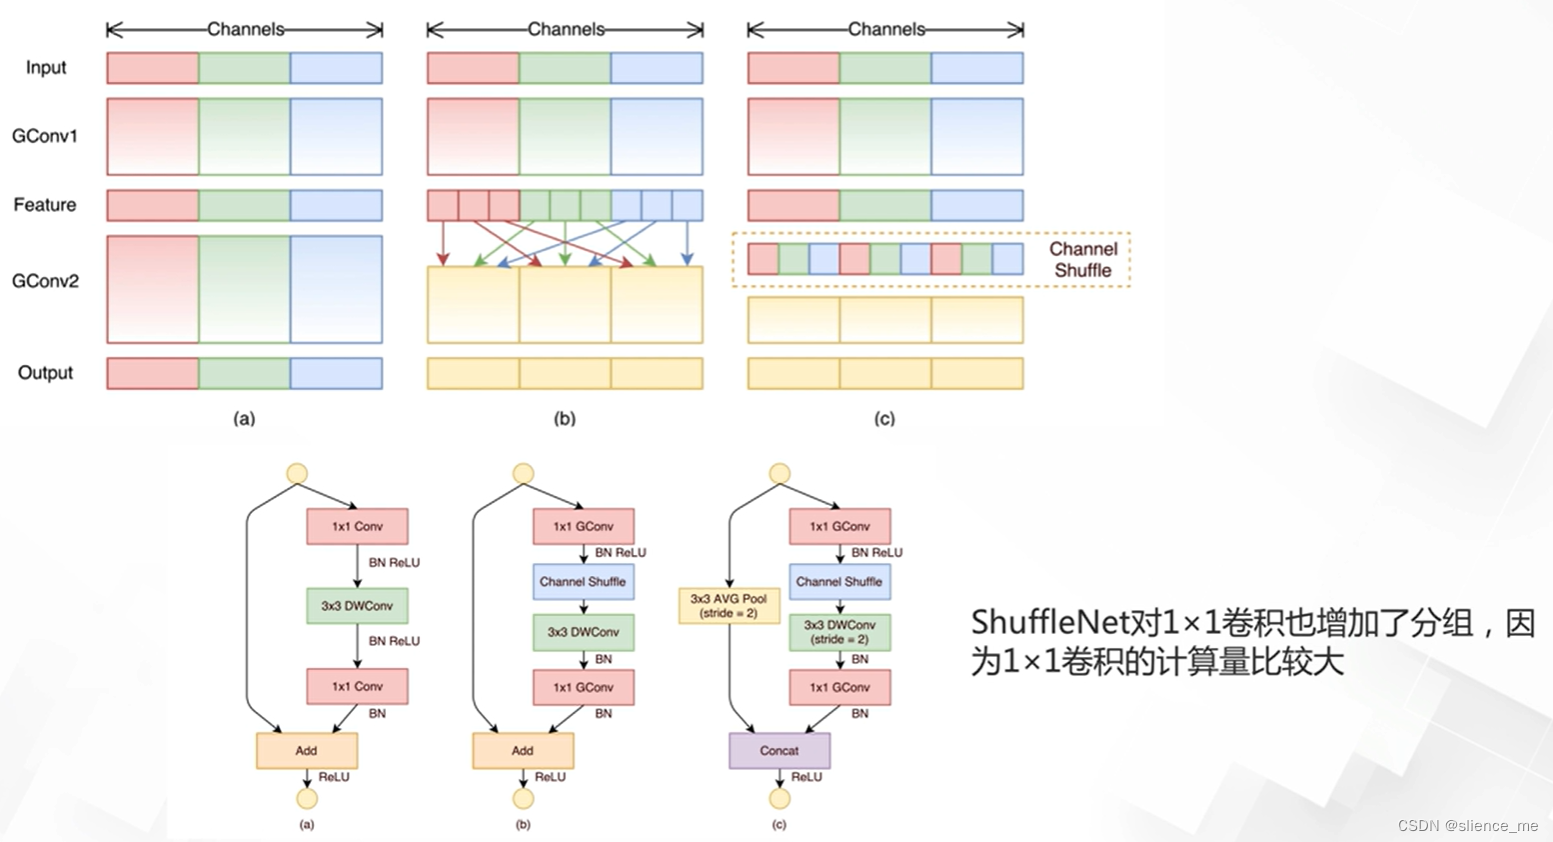 Channels
Channels
Channels
Input
GConv1
Feature
GConv2
Channel
Shuffle
Output
(a)
(b)
(c)
1x1 Conv
BN ReLU
3x3 DWConv
BN ReLU
1x1 Conv
BN
Add
ReLU
(a)
1x1 GConv
BN ReLU
Channel Shuffle
3x3 DWConv
BN
1x1 GConv
BN
Add
ReLU
(b)
1x1 GConv
BN ReLU
3x3 AVG Pool
(stride = 2)
Channel Shuffle
3x3 DWConv
(stride = 2)
BN
1x1 GConv
BN
Concat
ReLU
(c)
ShuffleNet对1×1卷积也增加了分组，因
为1×1卷积的计算量比较大
CSDN @slience_me